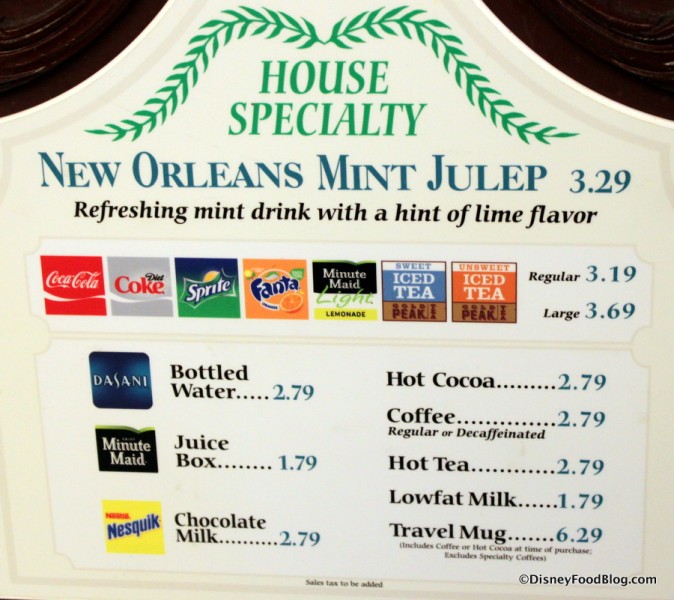 HOUSE
SPECIALTY
NEW ORLEANS MINT JULEP 3.29
Refreshing mint drink with a hint of lime flavor
Coca-Cola
Diet Coke
Sprite
Fanta
Minute Maid Light LEMONADE
SWEET ICED TEA GOLD PEAK
UNSWEET ICED TEA GOLD PEAK
Regular 3.19
Large 3.69
DASANI
Bottled
Water.....2.79
Minute
Maid
Juice
Box........ 1.79
NESTLÉ
Nesquik
Chocolate
Milk..........2.79
Hot Cocoa.........2.79
Coffee...............2.79
Regular or Decaffeinated
Hot Tea.............2.79
Lowfat Milk......1.79
Travel Mug.......6.29
(Includes Coffee or Hot Cocoa at time of purchase;
Excludes Specialty Coffees)
Sales tax to be added
©DisneyFoodBlog.com